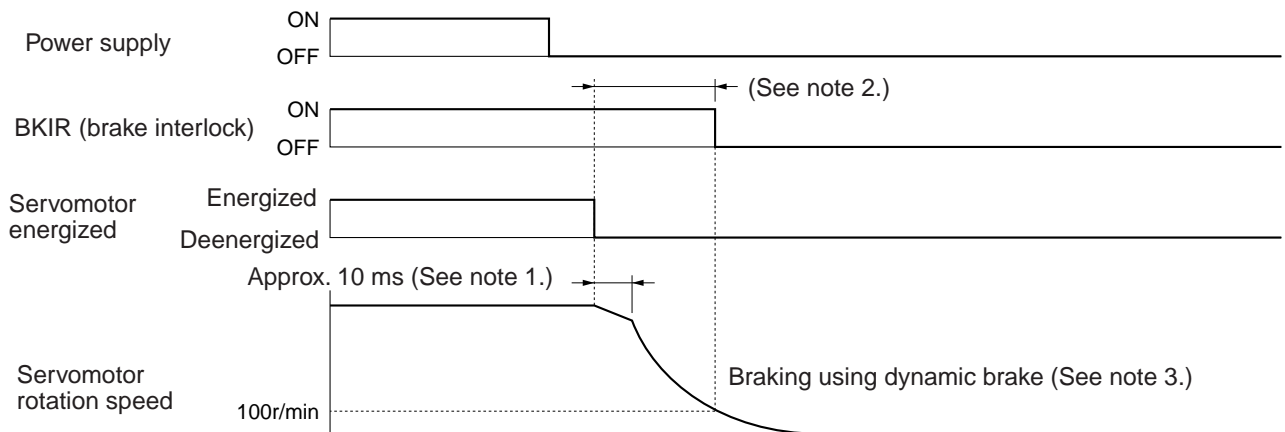 Power supply
ON
OFF
(See note 2.)
BKIR (brake interlock)
ON
OFF
Servomotor
energized
Energized
Deenergized
Approx. 10 ms (See note 1.)
Servomotor
rotation speed
Braking using dynamic brake (See note 3.)
100r/min